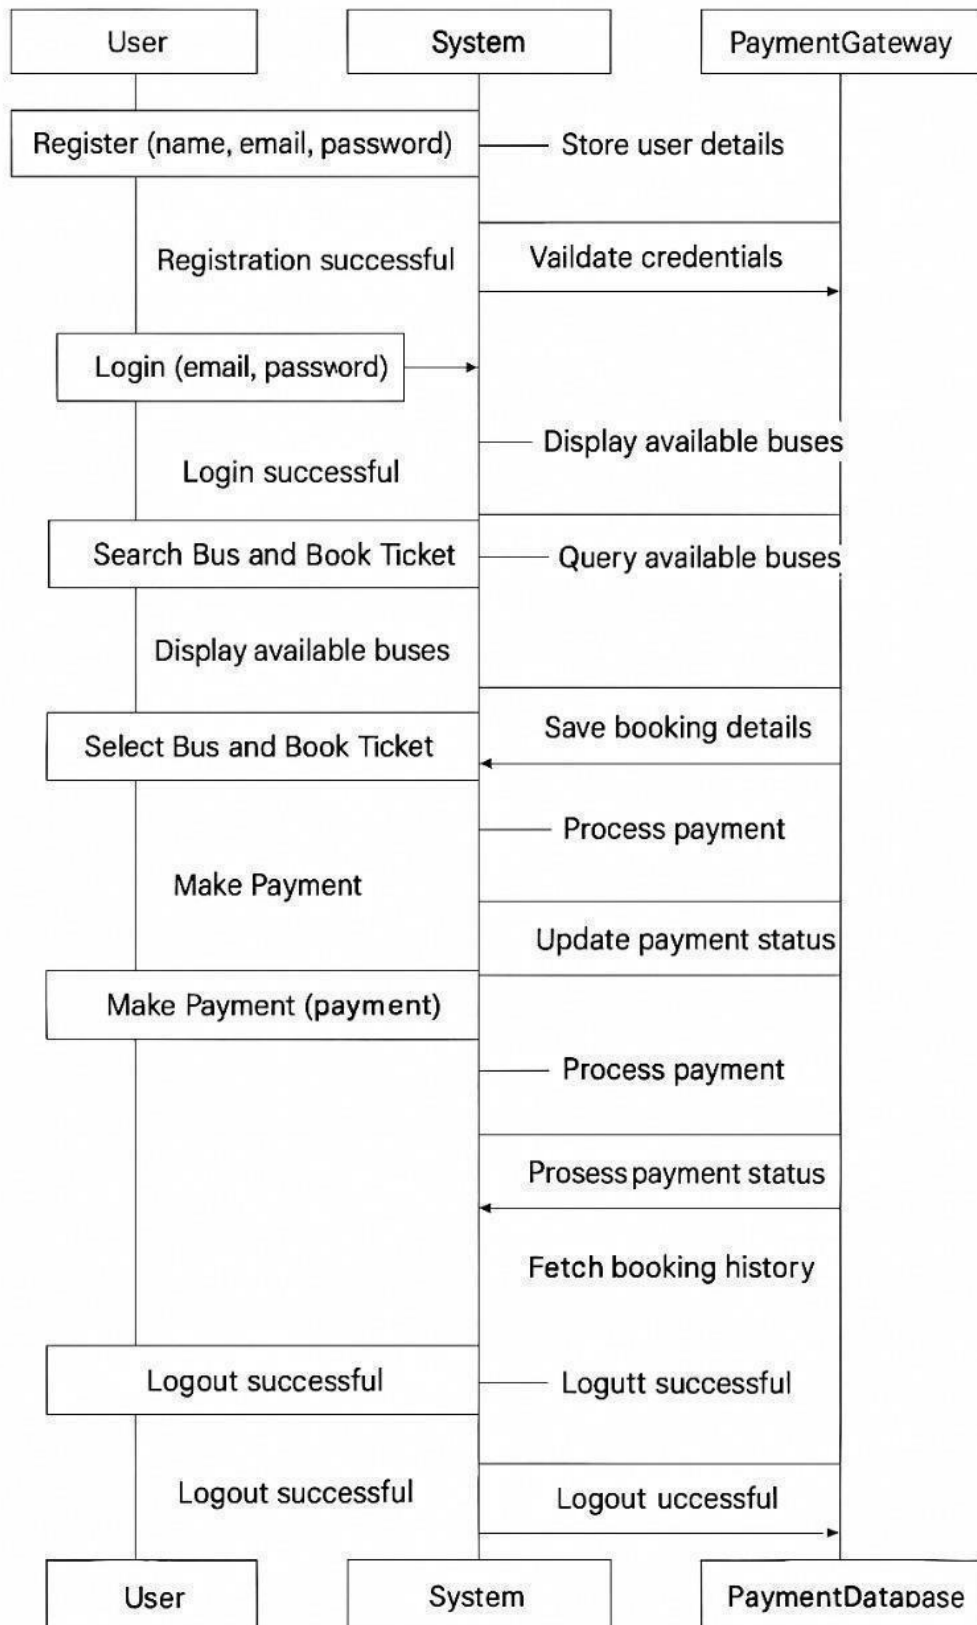 User
System
PaymentGateway
Register (name, email, password)
Store user details
Registration successful
Vaildate credentials
Login (email, password)
Display available buses
Login successful
Search Bus and Book Ticket
Query available buses
Display available buses
Save booking details
Select Bus and Book Ticket
Process payment
Make Payment
Update payment status
Make Payment (payment)
Process payment
Prosess payment status
Fetch booking history
Logout successful
Logutt successful
Logout successful
Logout uccessful
User
System
PaymentDatabase